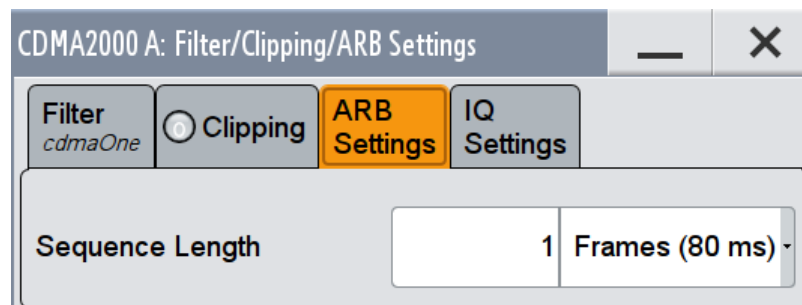 CDMA2000 A: Filter/Clipping/ARB Settings
Filter
cdmaOne
Clipping
ARB
Settings
IQ
Settings
Sequence Length
1
Frames (80 ms)